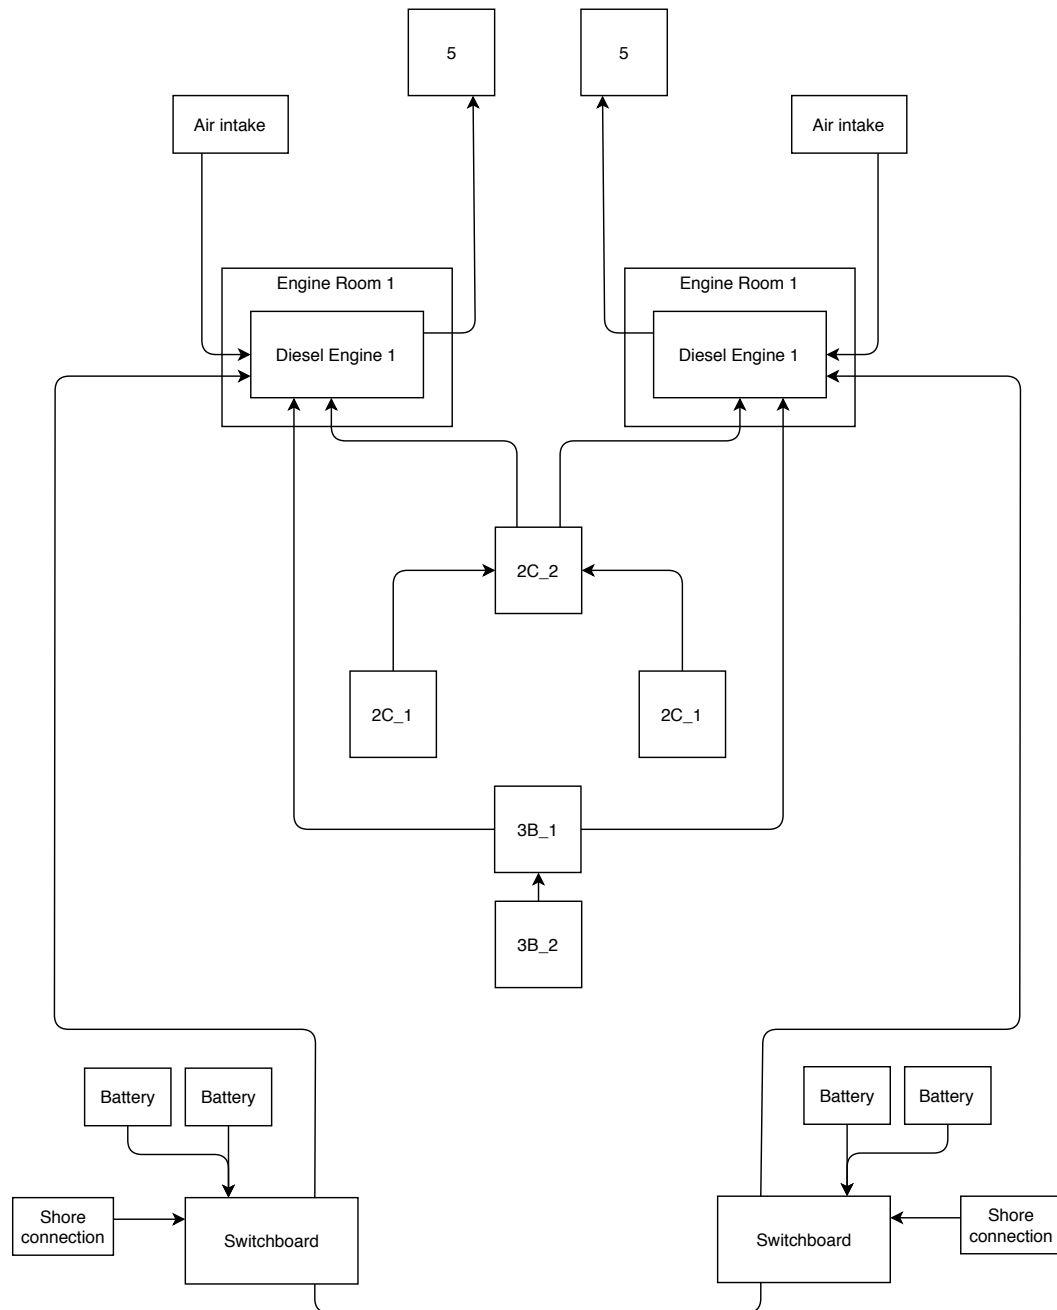 5
5
Air intake
Air intake
Engine Room 1
Engine Room 1
Diesel Engine 1
Diesel Engine 1
2C_2
2C_1
2C_1
3B_1
3B_2
Battery
Battery
Battery
Battery
Shore
connection
Switchboard
Switchboard
Shore
connection